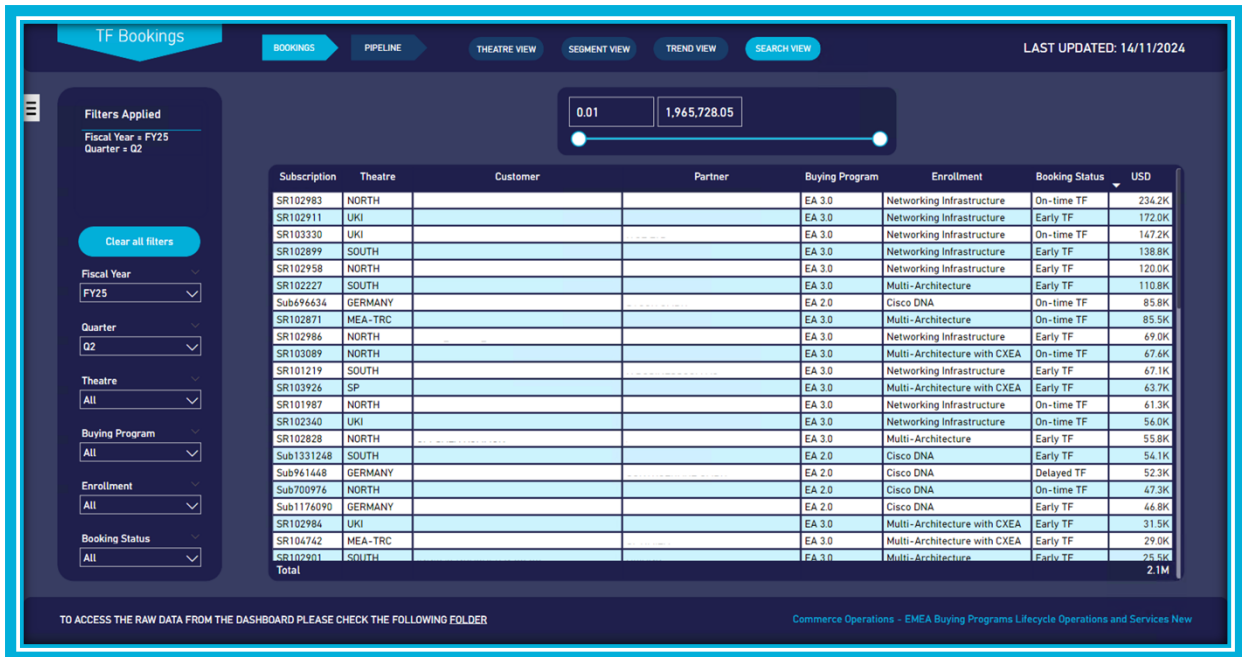 TF Bookings
BOOKINGS PIPELINE THEATRE VIEW SEGMENT VIEW TREND VIEW SEARCH VIEW LAST UPDATED: 14/11/2024
Filters Applied
Fiscal Year = FY25
Quarter = Q2
Clear all filters
Fiscal Year
FY25
Quarter
Q2
Theatre
All
Buying Program
All
Enrollment
All
Booking Status
All
0.01 1,965,728.05
Subscription Theatre Customer Partner Buying Program Enrollment Booking Status USD
SR102983 NORTH EA 3.0 Networking Infrastructure On-time TF 234.2K
SR102911 UKI EA 3.0 Networking Infrastructure Early TF 172.0K
SR103330 UKI EA 3.0 Networking Infrastructure On-time TF 147.2K
SR102899 SOUTH EA 3.0 Networking Infrastructure Early TF 138.8K
SR102958 NORTH EA 3.0 Networking Infrastructure Early TF 120.0K
SR102227 SOUTH EA 3.0 Multi-Architecture Early TF 110.8K
Sub696634 GERMANY EA 2.0 Cisco DNA On-time TF 85.8K
SR102871 MEA-TRC EA 3.0 Multi-Architecture On-time TF 85.5K
SR102986 NORTH EA 3.0 Networking Infrastructure Early TF 69.0K
SR103089 NORTH EA 3.0 Multi-Architecture with CXEA On-time TF 67.6K
SR101219 SOUTH EA 3.0 Networking Infrastructure Early TF 67.1K
SR103926 SP EA 3.0 Multi-Architecture with CXEA Early TF 63.7K
SR101987 NORTH EA 3.0 Networking Infrastructure On-time TF 61.3K
SR102340 UKI EA 3.0 Networking Infrastructure On-time TF 56.0K
SR102828 NORTH EA 3.0 Multi-Architecture Early TF 55.8K
Sub1331248 SOUTH EA 2.0 Cisco DNA Early TF 54.1K
Sub961448 GERMANY EA 2.0 Cisco DNA Delayed TF 52.3K
Sub700976 NORTH EA 2.0 Cisco DNA On-time TF 47.3K
Sub1176090 GERMANY EA 2.0 Cisco DNA Early TF 46.8K
SR102984 UKI EA 3.0 Multi-Architecture with CXEA Early TF 31.5K
SR104742 MEA-TRC EA 3.0 Multi-Architecture with CXEA Early TF 29.0K
SR102901 SOUTH EA 3.0 Multi-Architecture Early TF 25.5K
Total 2.1M
TO ACCESS THE RAW DATA FROM THE DASHBOARD PLEASE CHECK THE FOLLOWING FOLDER
Commerce Operations - EMEA Buying Programs Lifecycle Operations and Services New